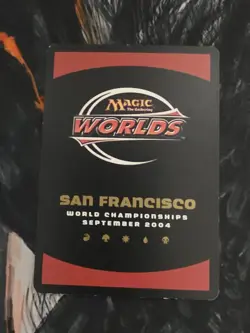 MAGIC
The Gathering
WORLDS
SAN FRANCISCO
WORLD CHAMPIONSHIPS
SEPTEMBER 2004